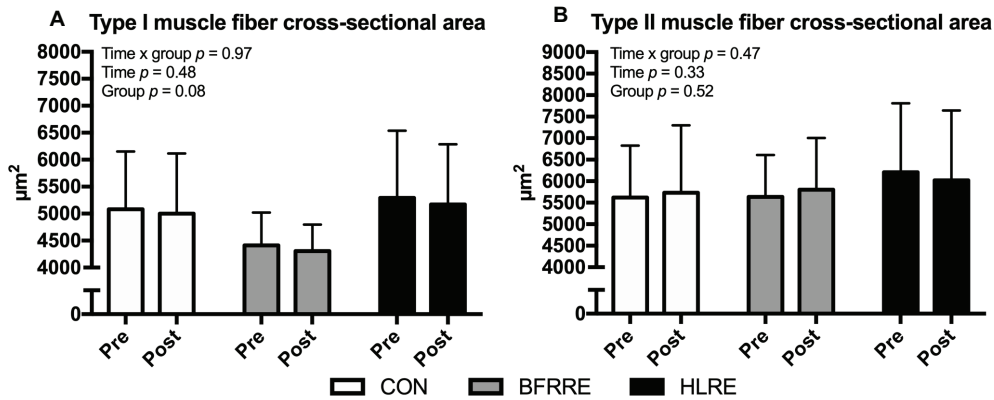 A Type I muscle fiber cross-sectional area
Time x group p = 0.97
Time p = 0.48
Group p = 0.08
µm²
8000
7500
7000
6500
6000
5500
5000
4500
4000
0
Pre Post Pre Post Pre Post
B Type II muscle fiber cross-sectional area
Time x group p = 0.47
Time p = 0.33
Group p = 0.52
µm²
9000
8500
8000
7500
7000
6500
6000
5500
5000
4500
4000
0
Pre Post Pre Post Pre Post
CON BFRRE HLRE